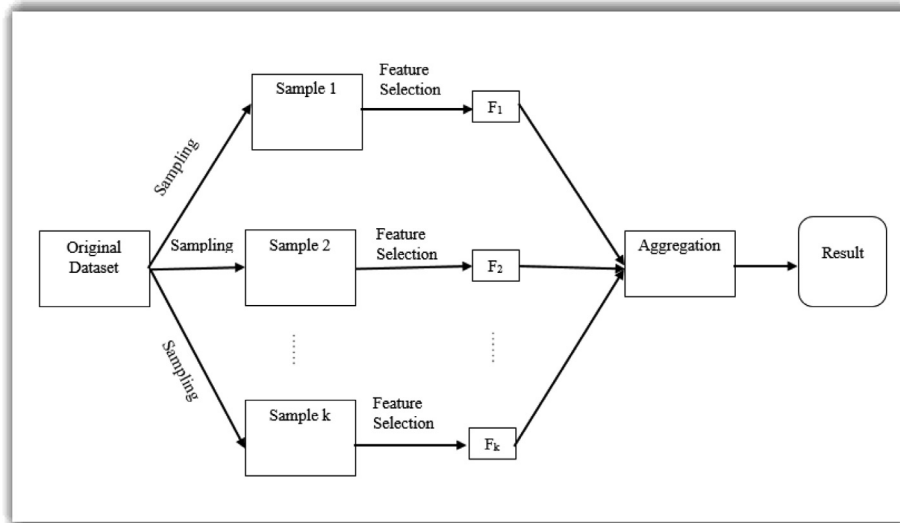 Sample 1
Feature
Selection
F₁
Sampling
Original
Dataset
Sampling
Sample 2
Feature
Selection
F₂
Aggregation
Result
Sampling
Sample k
Feature
Selection
Fₖ